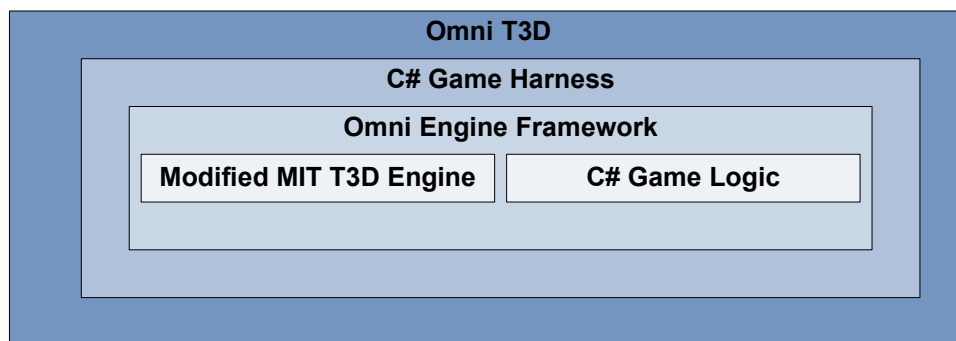 Omni T3D
C# Game Harness
Omni Engine Framework
Modified MIT T3D Engine
C# Game Logic